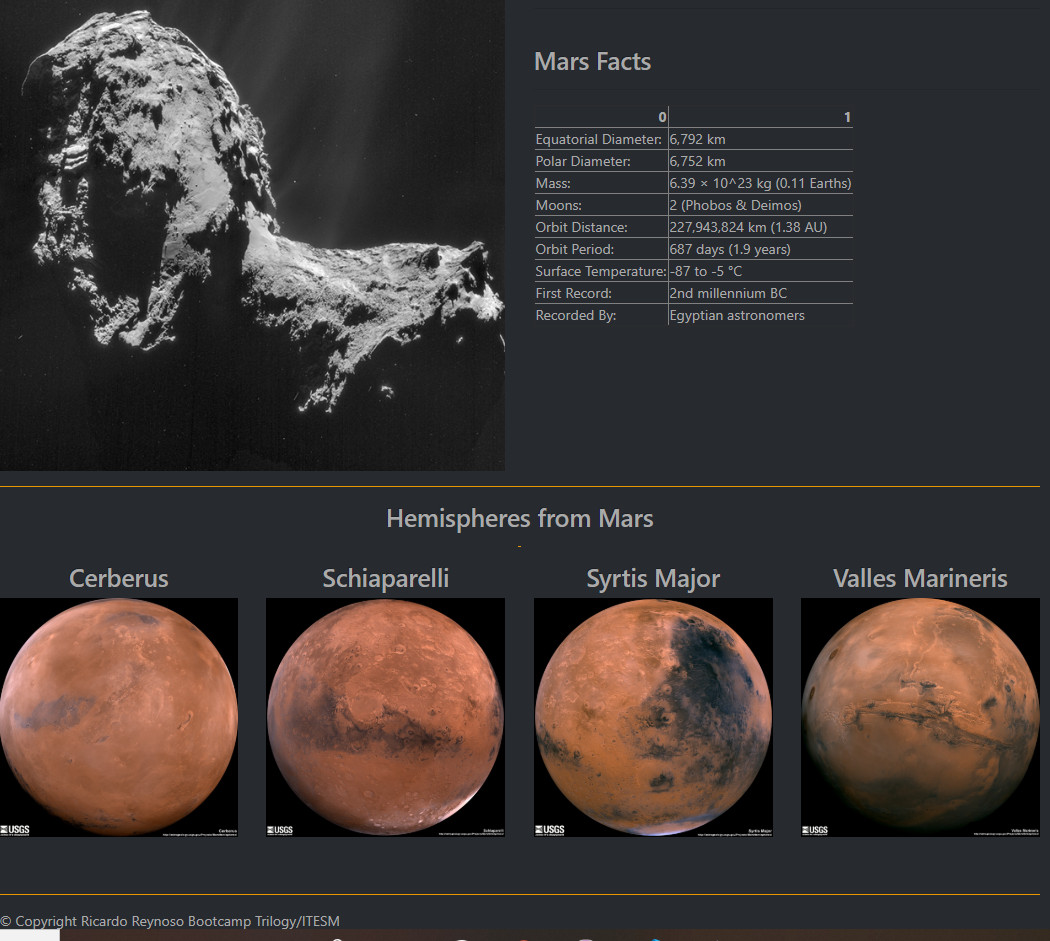 Mars Facts
0 1
Equatorial Diameter: 6,792 km
Polar Diameter: 6,752 km
Mass: 6.39 × 10^23 kg (0.11 Earths)
Moons: 2 (Phobos & Deimos)
Orbit Distance: 227,943,824 km (1.38 AU)
Orbit Period: 687 days (1.9 years)
Surface Temperature: -87 to -5 °C
First Record: 2nd millennium BC
Recorded By: Egyptian astronomers
Hemispheres from Mars
Cerberus Schiaparelli Syrtis Major Valles Marineris
USGS Cerberus USGS Schiaparelli USGS Syrtis Major USGS Valles Marineris
© Copyright Ricardo Reynoso Bootcamp Trilogy/ITESM